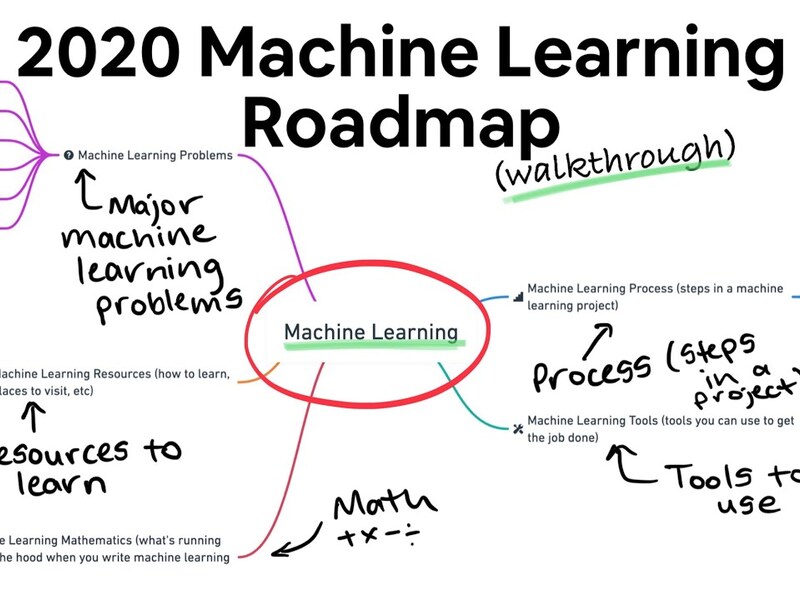 2020 Machine Learning
Roadmap
(walkthrough)
Machine Learning Problems
Major
machine
learning
problems
Machine Learning
Machine Learning Process (steps in a machine
learning project)
Process (steps
in a
project)
achine Learning Resources (how to learn,
laces to visit, etc)
esources to
learn
Machine Learning Tools (tools you can use to get
the job done)
Tools to
use
Math
+x-÷
e Learning Mathematics (what's running
he hood when you write machine learning